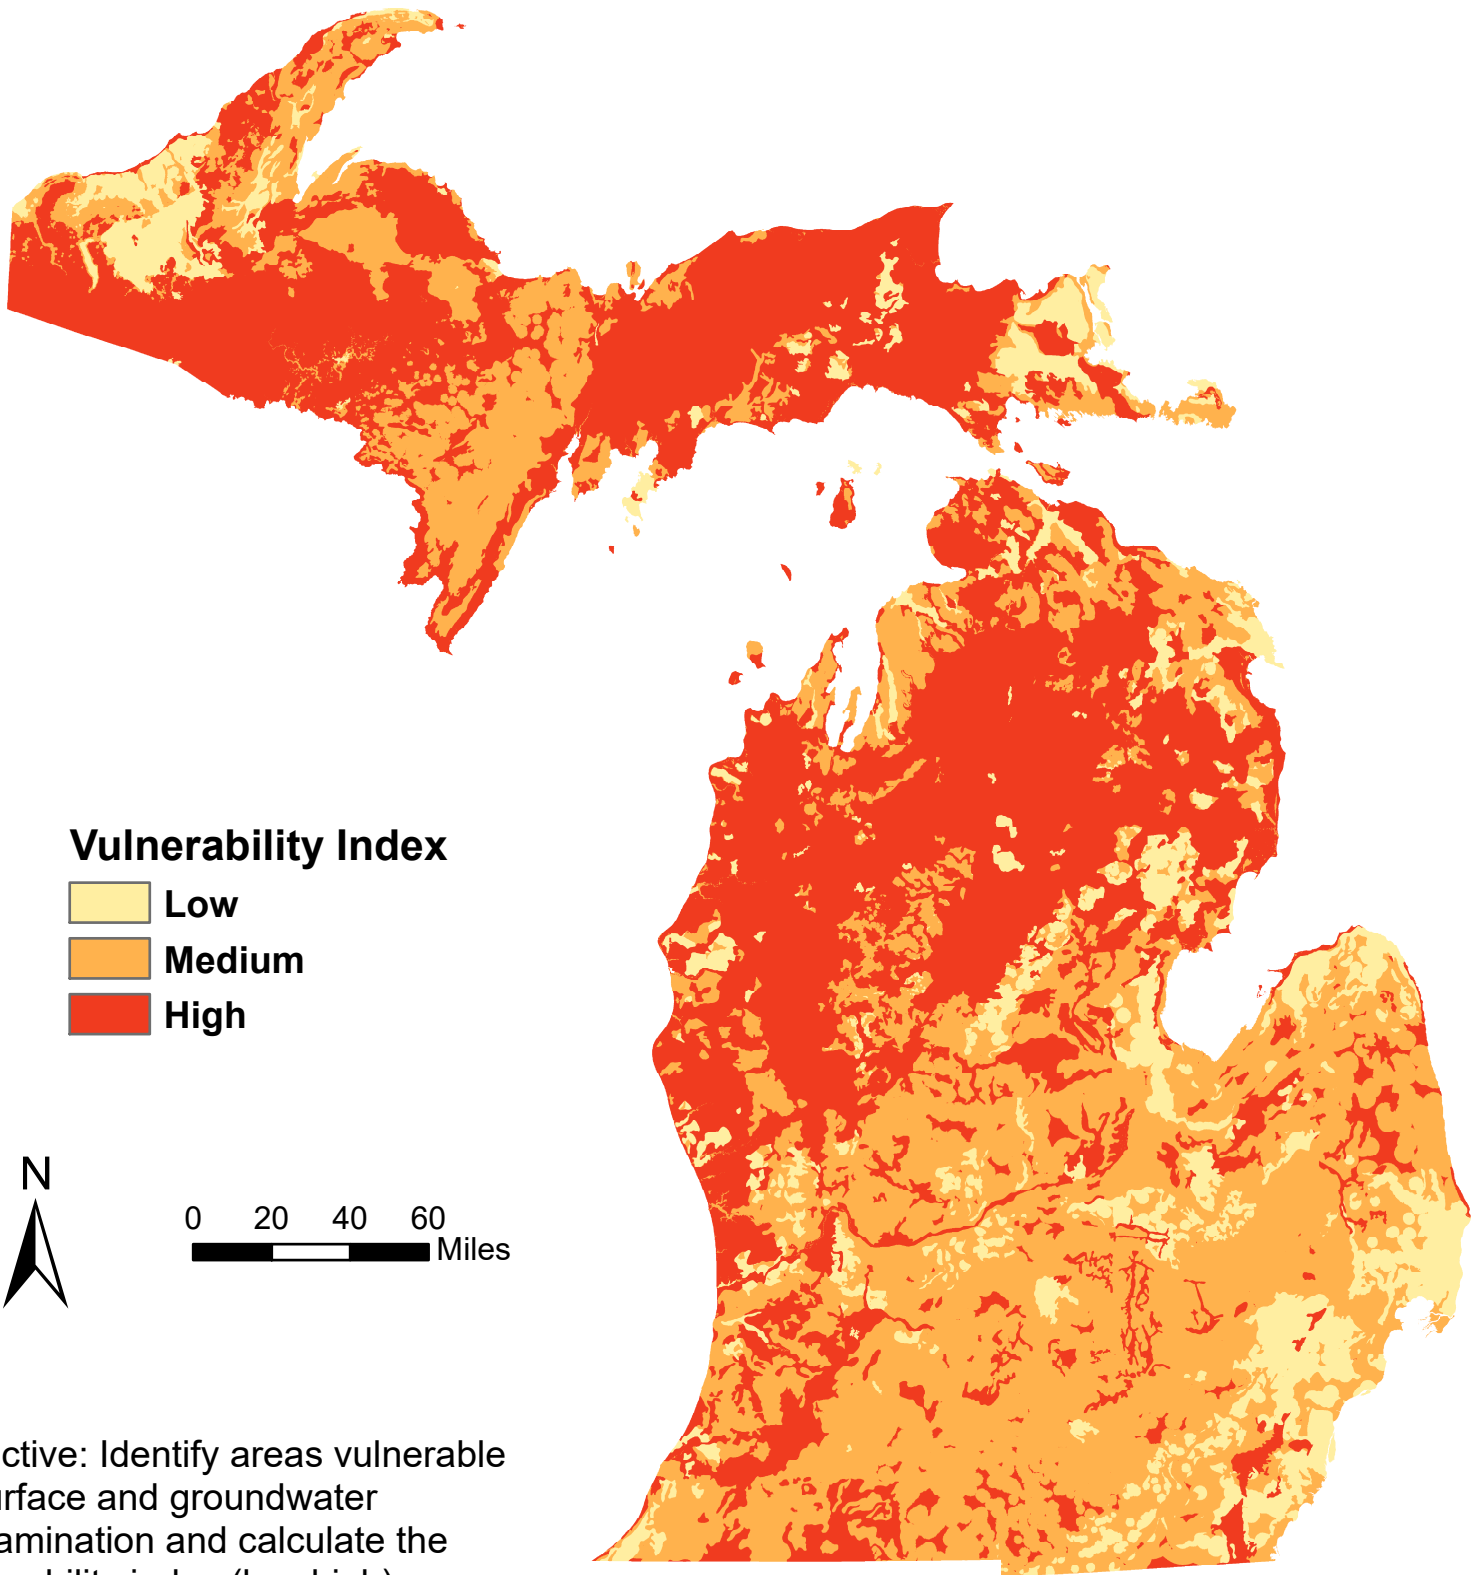 Vulnerability Index
Low
Medium
High
N
0 20 40 60
Miles
ctive: Identify areas vulnerable
rface and groundwater
amination and calculate the